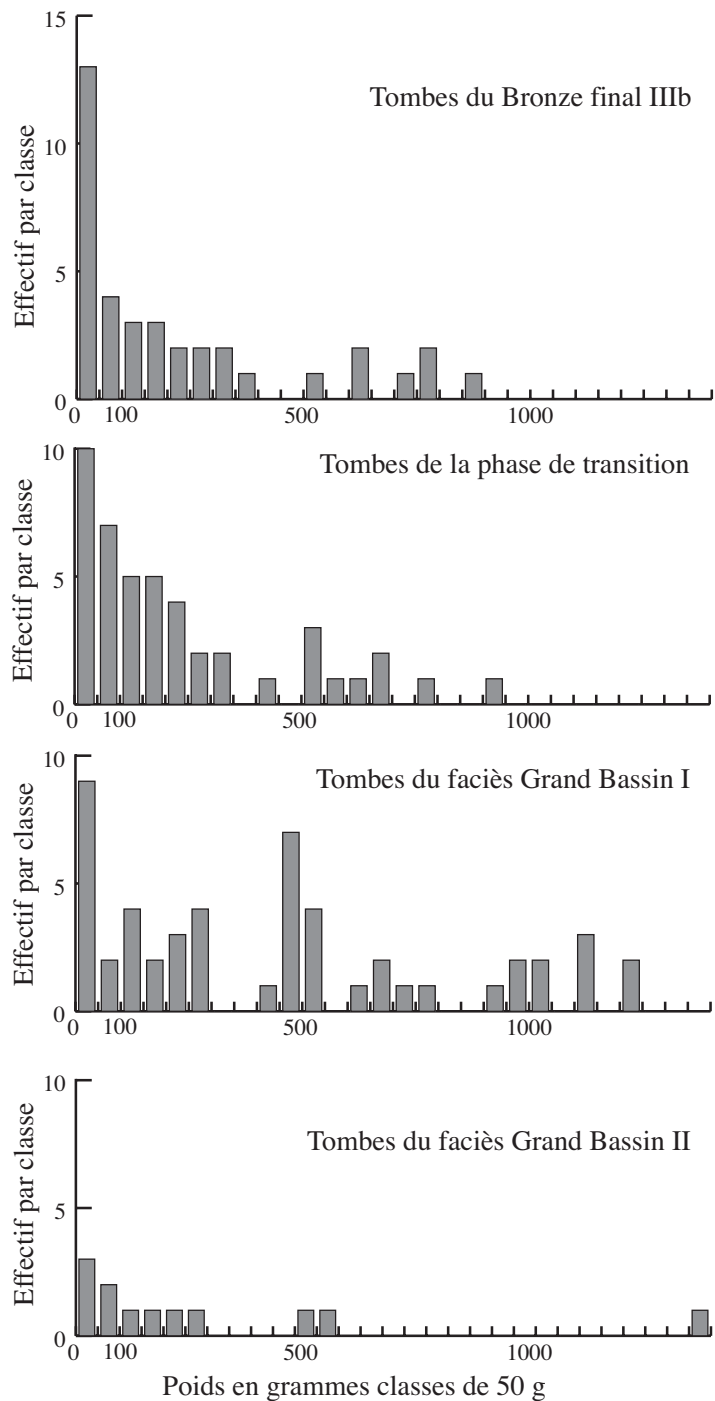 15
Tombes du Bronze final IIIb
10
5
0
Effectif par classe
0 100 500 1000
10
Tombes de la phase de transition
5
0
Effectif par classe
0 100 500 1000
10
Tombes du faciès Grand Bassin I
5
0
Effectif par classe
0 100 500 1000
10
Tombes du faciès Grand Bassin II
5
0
Effectif par classe
0 100 500 1000
Poids en grammes classes de 50 g